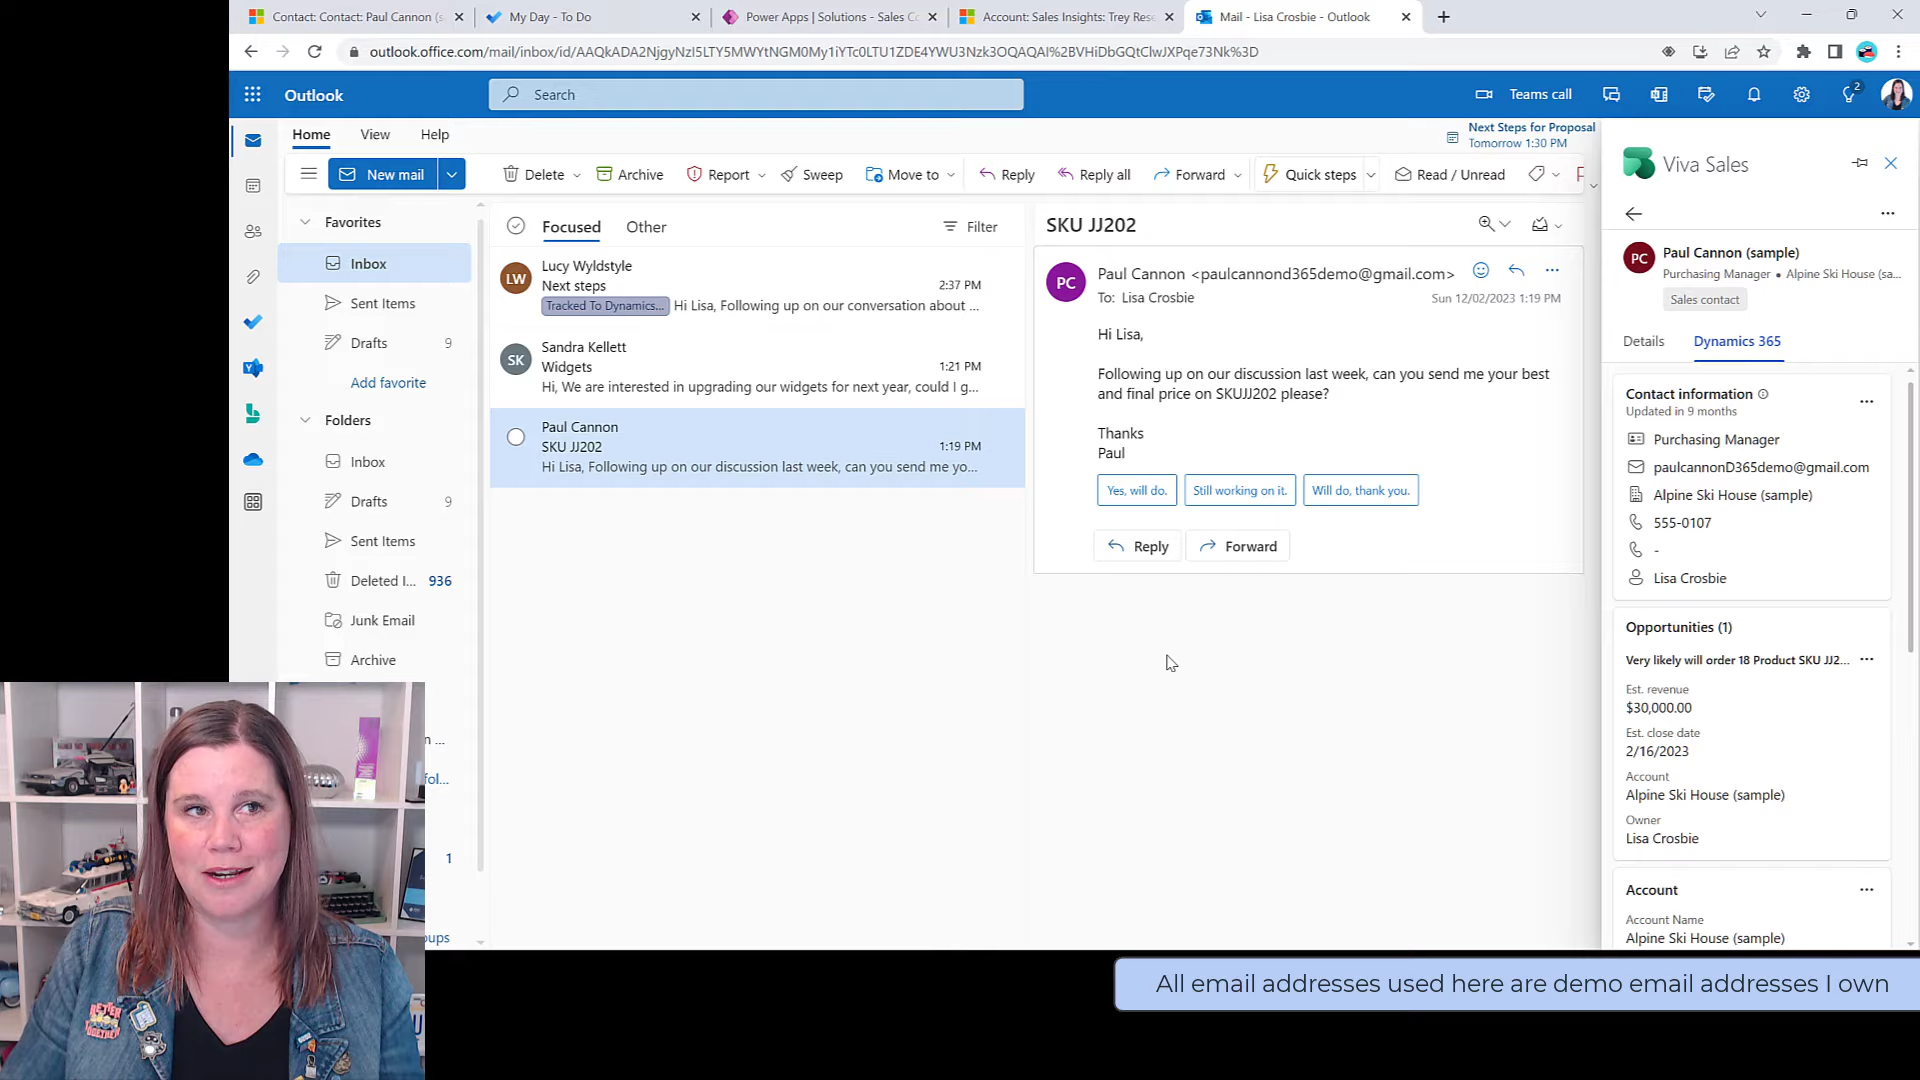 Contact: Contact: Paul Cannon (s
My Day - To Do
Power Apps | Solutions - Sales Co
Account: Sales Insights: Trey Rese
Mail - Lisa Crosbie - Outlook
outlook.office.com/mail/inbox/id/AAQkADA2NjgyNzI5LTY5MWYtNGM0My1iYTc0LTU1ZDE4YWU3Nzk3OQAQAI%2BVHiDbGQtClwJXPqe73Nk%3D
Outlook
Search
Teams call
2
Home
View
Help
Next Steps for Proposal
Tomorrow 1:30 PM
New mail
Delete
Archive
Report
Sweep
Move to
Reply
Reply all
Forward
Quick steps
Read / Unread
Favorites
Inbox
Sent Items
Drafts 9
Add favorite
Folders
Inbox
Drafts 9
Sent Items
Deleted I... 936
Junk Email
Archive
n ...
fol...
1
oups
Focused
Other
Filter
LW
Lucy Wyldstyle
Next steps 2:37 PM
Tracked To Dynamics... Hi Lisa, Following up on our conversation about ...
SK
Sandra Kellett
Widgets 1:21 PM
Hi, We are interested in upgrading our widgets for next year, could I g...
Paul Cannon
SKU JJ202 1:19 PM
Hi Lisa, Following up on our discussion last week, can you send me yo...
SKU JJ202
PC
Paul Cannon <paulcannond365demo@gmail.com>
To: Lisa Crosbie
Sun 12/02/2023 1:19 PM
Hi Lisa,
Following up on our discussion last week, can you send me your best
and final price on SKUJJ202 please?
Thanks
Paul
Yes, will do.
Still working on it.
Will do, thank you.
Reply
Forward
Viva Sales
PC
Paul Cannon (sample)
Purchasing Manager • Alpine Ski House (sa...
Sales contact
Details
Dynamics 365
Contact information
Updated in 9 months
Purchasing Manager
paulcannonD365demo@gmail.com
Alpine Ski House (sample)
555-0107
-
Lisa Crosbie
Opportunities (1)
Very likely will order 18 Product SKU JJ2...
Est. revenue
$30,000.00
Est. close date
2/16/2023
Account
Alpine Ski House (sample)
Owner
Lisa Crosbie
Account
Account Name
Alpine Ski House (sample)
BETTER
TOGETHER
All email addresses used here are demo email addresses I own